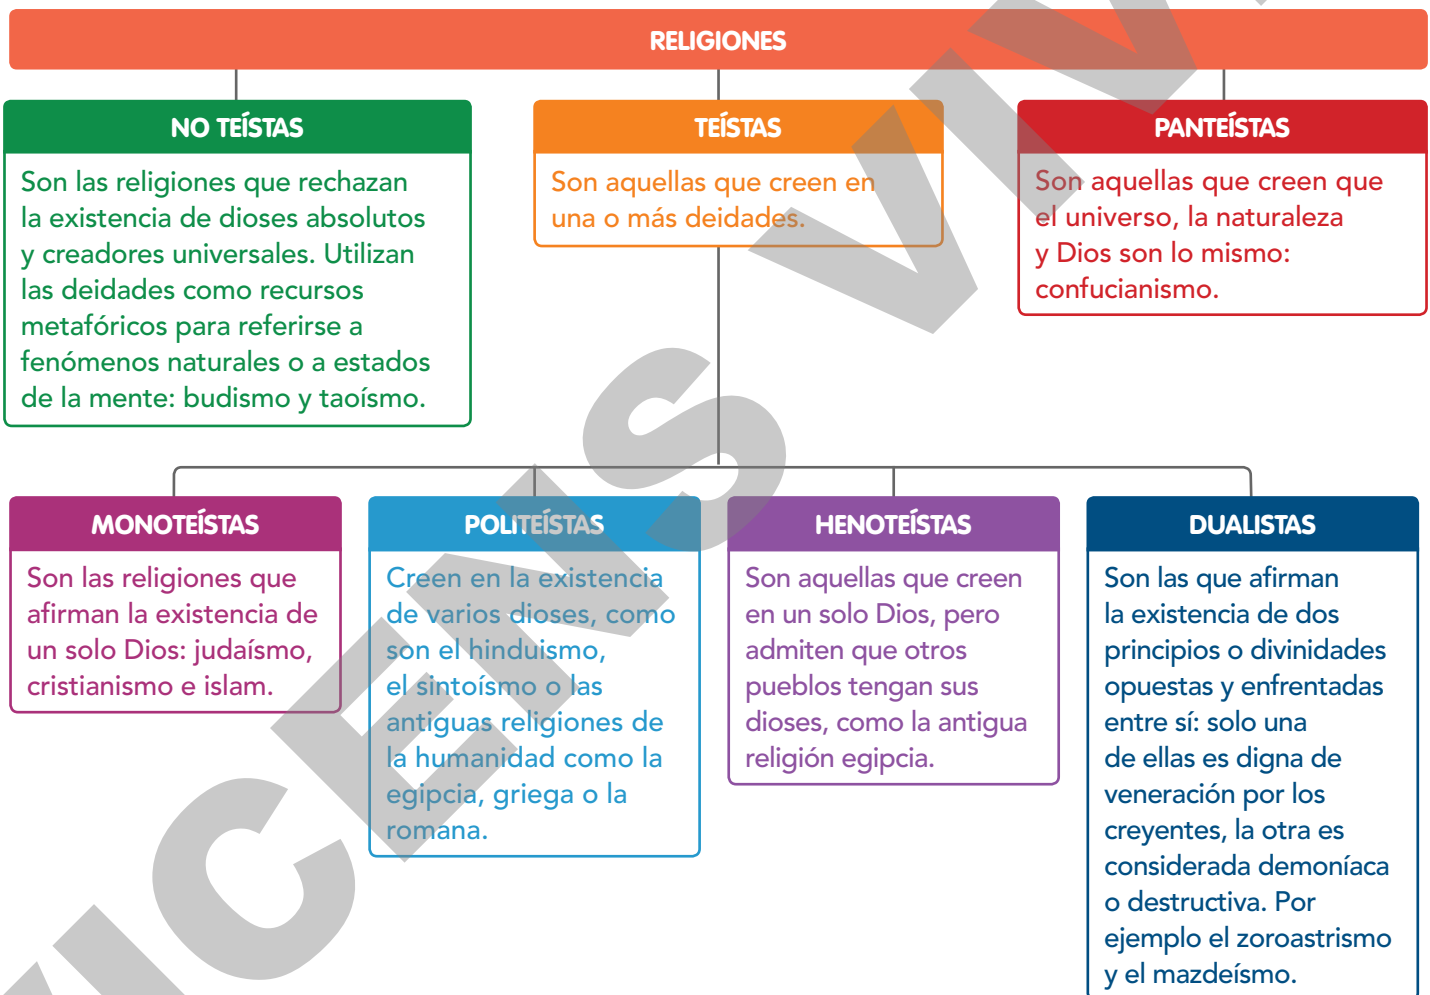 RELIGIONES
NO TEÍSTAS
Son las religiones que rechazan
la existencia de dioses absolutos
y creadores universales. Utilizan
las deidades como recursos
metafóricos para referirse a
fenómenos naturales o a estados
de la mente: budismo y taoísmo.
TEÍSTAS
Son aquellas que creen en
una o más deidades.
PANTEÍSTAS
Son aquellas que creen que
el universo, la naturaleza
y Dios son lo mismo:
confucianismo.
MONOTEÍSTAS
Son las religiones que
afirman la existencia de
un solo Dios: judaísmo,
cristianismo e islam.
POLITEÍSTAS
Creen en la existencia
de varios dioses, como
son el hinduismo,
el sintoísmo o las
antiguas religiones de
la humanidad como la
egipcia, griega o la
romana.
HENOTEÍSTAS
Son aquellas que creen
en un solo Dios, pero
admiten que otros
pueblos tengan sus
dioses, como la antigua
religión egipcia.
DUALISTAS
Son las que afirman
la existencia de dos
principios o divinidades
opuestas y enfrentadas
entre sí: solo una
de ellas es digna de
veneración por los
creyentes, la otra es
considerada demoníaca
o destructiva. Por
ejemplo el zoroastrismo
y el mazdeísmo.
VICENS VIV